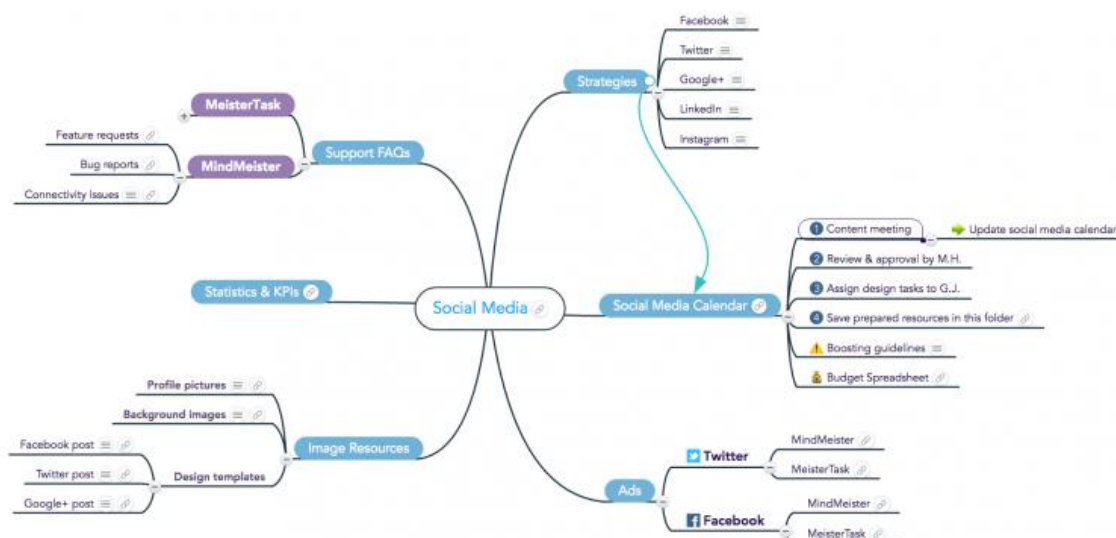 Social Media
Strategies
Facebook
Twitter
Google+
LinkedIn
Instagram
Social Media Calendar
1 Content meeting
Update social media calendar
2 Review & approval by M.H.
3 Assign design tasks to G.J.
4 Save prepared resources in this folder
Boosting guidelines
Budget Spreadsheet
Ads
Twitter
MindMeister
MeisterTask
Facebook
MindMeister
MeisterTask
Support FAQs
MeisterTask
MindMeister
Feature requests
Bug reports
Connectivity Issues
Statistics & KPIs
Image Resources
Profile pictures
Background images
Design templates
Facebook post
Twitter post
Google+ post